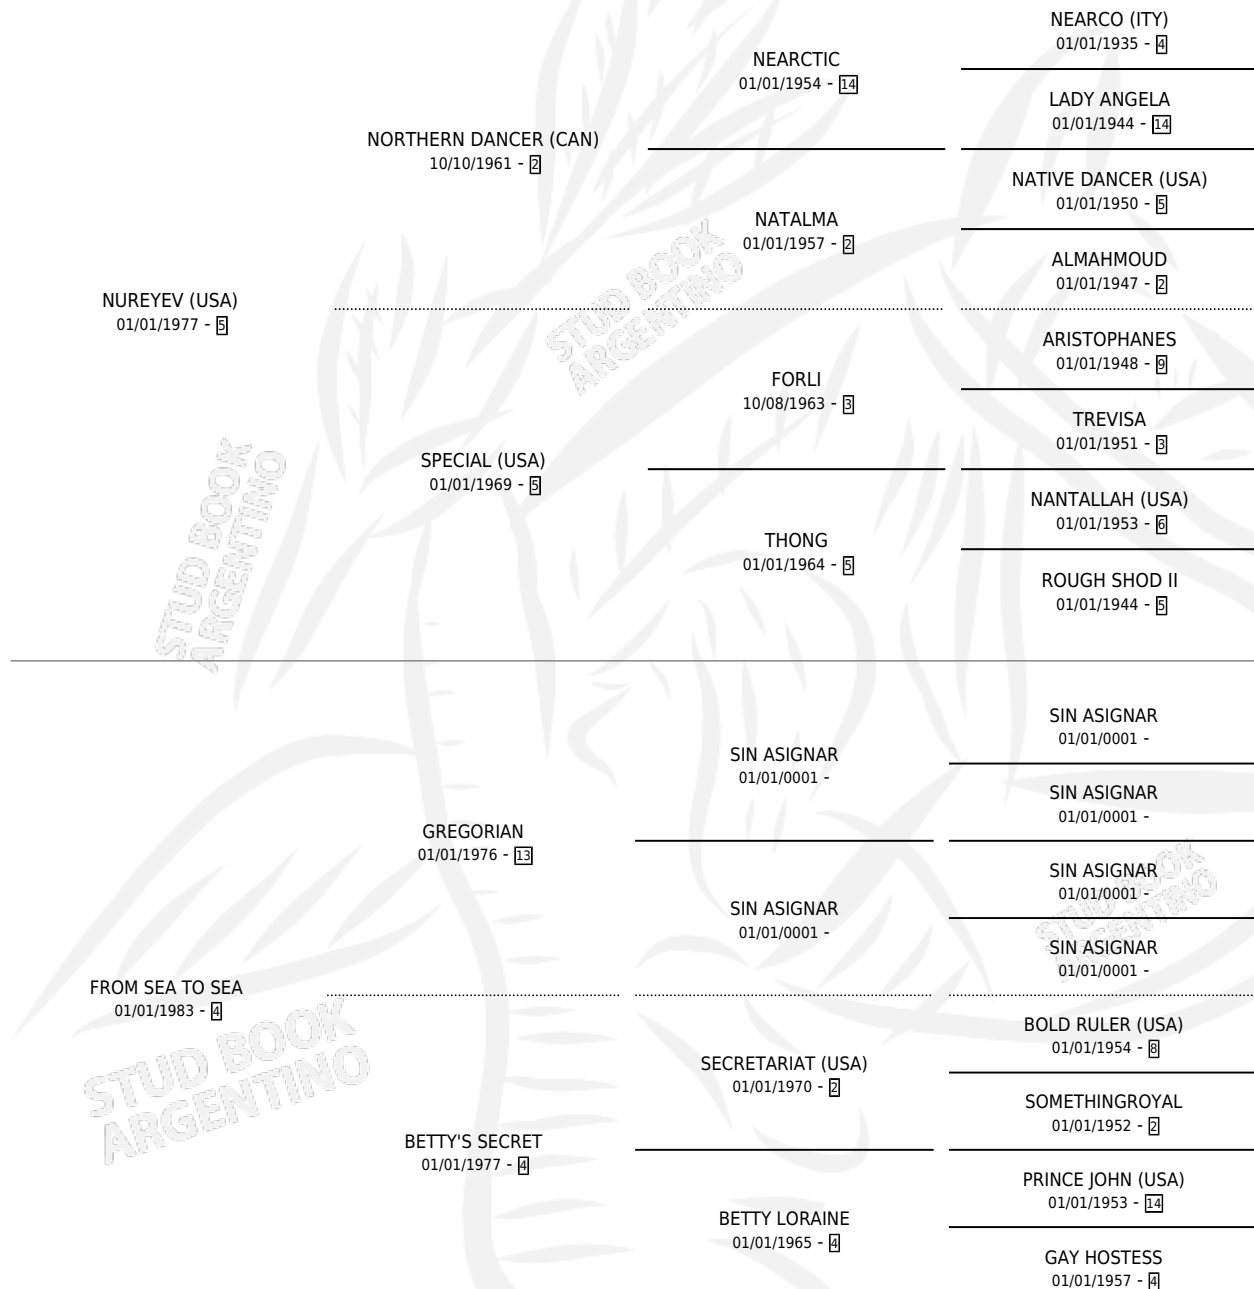 NEARCO (ITY)
01/01/1935 - 4
NEARCTIC
01/01/1954 - 14
LADY ANGELA
01/01/1944 - 14
NORTHERN DANCER (CAN)
10/10/1961 - 2
NATIVE DANCER (USA)
01/01/1950 - 5
NATALMA
01/01/1957 - 2
ALMAHMOUD
01/01/1947 - 2
NUREYEV (USA)
01/01/1977 - 5
STUD BOOK
ARGENTINO
ARISTOPHANES
01/01/1948 - 9
FORLI
10/08/1963 - 3
TREVISA
01/01/1951 - 3
SPECIAL (USA)
01/01/1969 - 5
NANTALLAH (USA)
01/01/1953 - 6
THONG
01/01/1964 - 5
ROUGH SHOD II
01/01/1944 - 5
STUD BOOK
ARGENTINO
SIN ASIGNAR
01/01/0001 -
SIN ASIGNAR
01/01/0001 -
SIN ASIGNAR
01/01/0001 -
GREGORIAN
01/01/1976 - 13
SIN ASIGNAR
01/01/0001 -
SIN ASIGNAR
01/01/0001 -
SIN ASIGNAR
01/01/0001 -
STUD BOOK
ARGENTINO
FROM SEA TO SEA
01/01/1983 - 4
BOLD RULER (USA)
01/01/1954 - 8
SECRETARIAT (USA)
01/01/1970 - 2
SOMETHINGROYAL
01/01/1952 - 2
STUD BOOK
ARGENTINO
BETTY'S SECRET
01/01/1977 - 4
PRINCE JOHN (USA)
01/01/1953 - 14
BETTY LORAINE
01/01/1965 - 4
GAY HOSTESS
01/01/1957 - 4